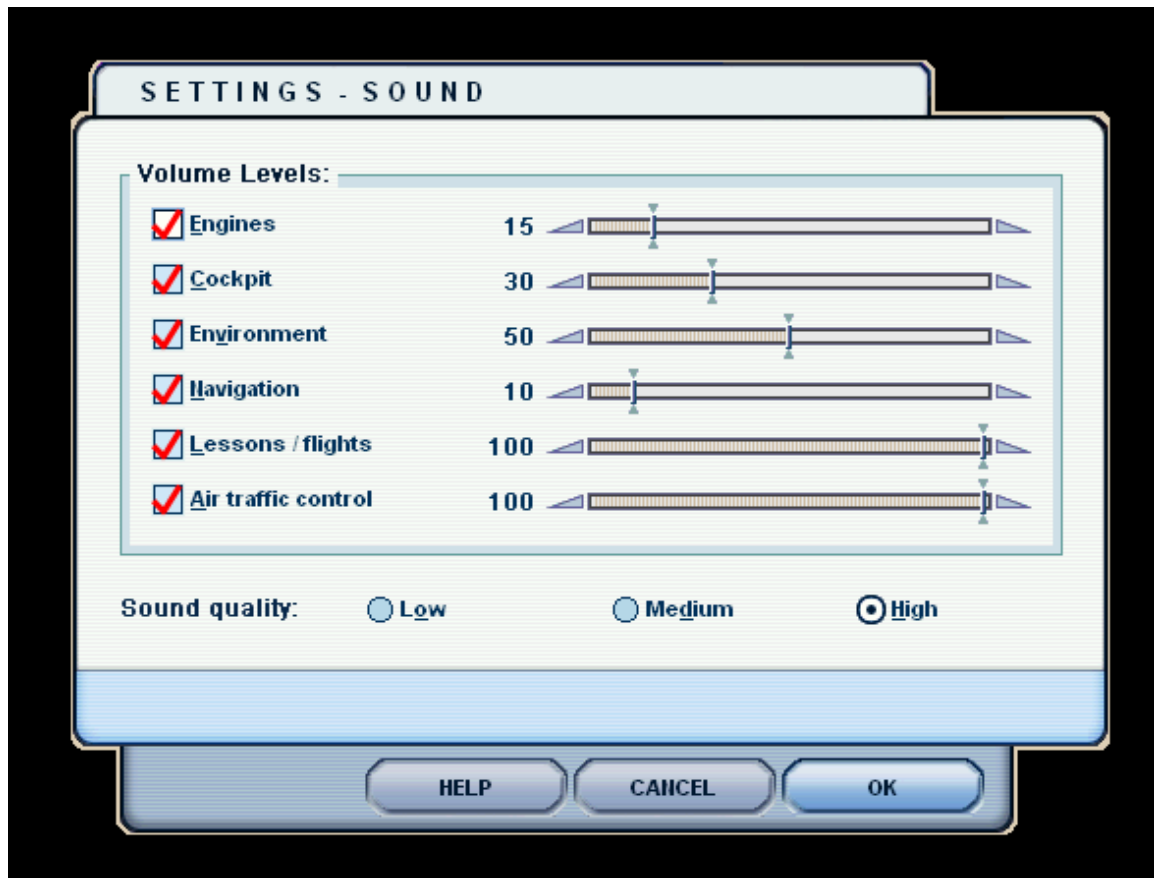 SETTINGS - SOUND
Volume Levels:
Engines 15
Cockpit 30
Environment 50
Navigation 10
Lessons / flights 100
Air traffic control 100
Sound quality: Low Medium High
HELP CANCEL OK